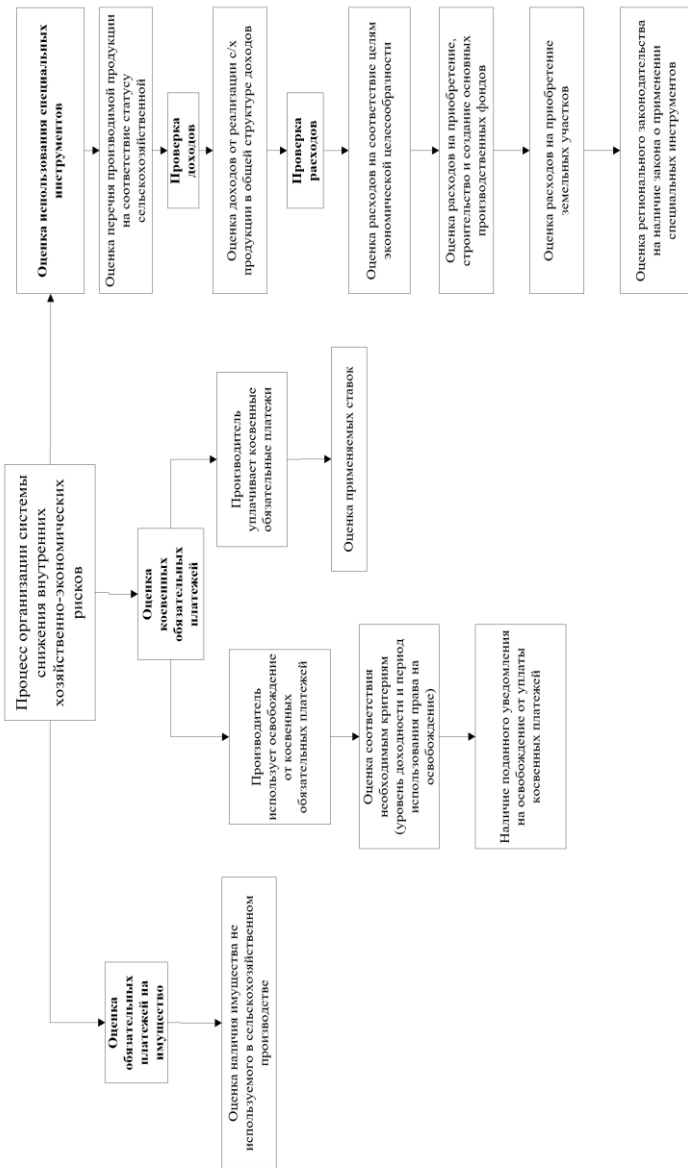 Процесс организации системы
снижения внутренних
хозяйственно-экономических
рисков
Оценка
обязательных
платежей на
имущество
Оценка наличия имущества не
используемого в сельскохозяйственном
производстве
Оценка
косвенных
обязательных
платежей
Производитель
использует освобождение
от косвенных
обязательных платежей
Оценка соответствия
необходимым критериям
(уровень доходности и период
использования права на
освобождение)
Наличие поданного уведомления
на освобождение от уплаты
косвенных платежей
Производитель
уплачивает косвенные
обязательные платежи
Оценка применяемых ставок
Оценка использования специальных
инструментов
Оценка перечня производимой продукции
на соответствие статусу
сельскохозяйственной
Проверка
доходов
Оценка доходов от реализации с/х
продукции в общей структуре доходов
Проверка
расходов
Оценка расходов на соответствие целям
экономической целесообразности
Оценка расходов на приобретение,
строительство и создание основных
производственных фондов
Оценка расходов на приобретение
земельных участков
Оценка регионального законодательства
на наличие закона о применении
специальных инструментов